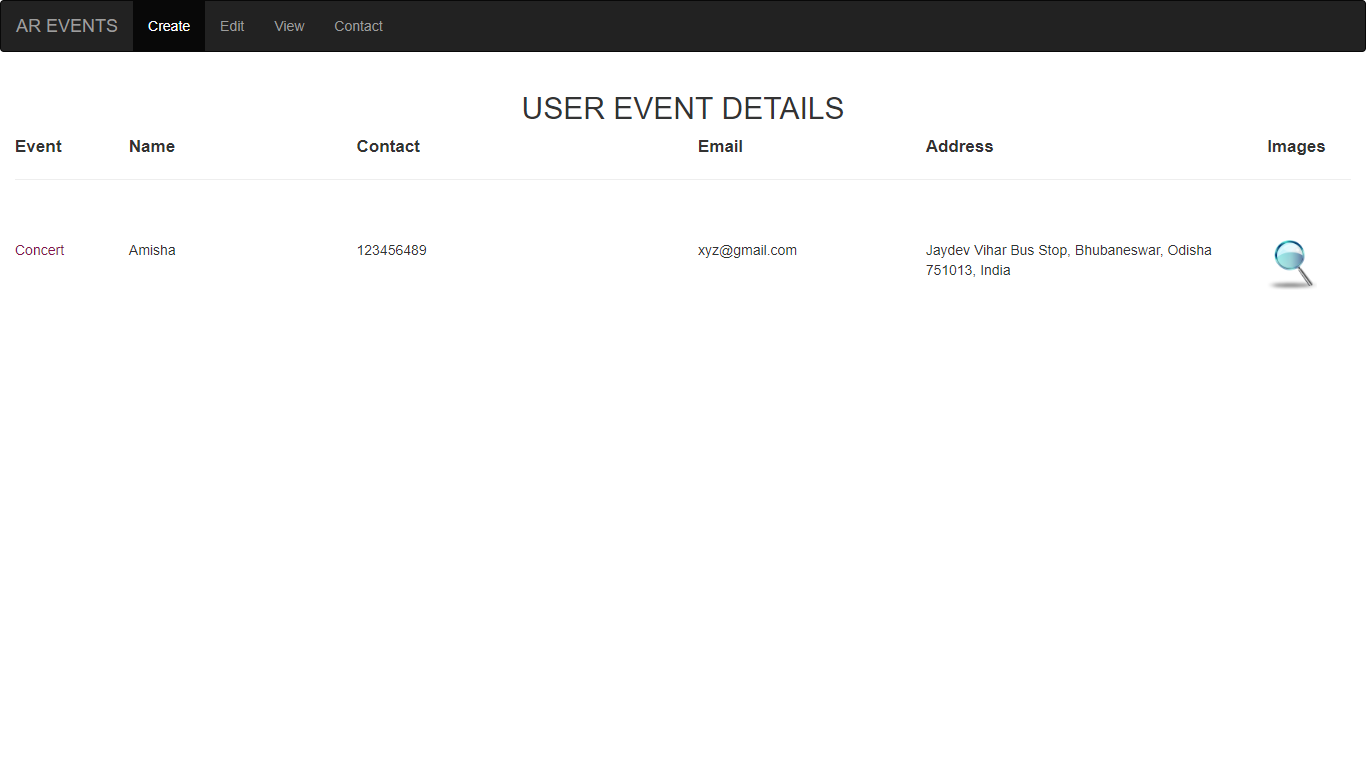 AR EVENTS Create Edit View Contact
USER EVENT DETAILS
Event Name Contact Email Address Images
Concert Amisha 123456489 xyz@gmail.com Jaydev Vihar Bus Stop, Bhubaneswar, Odisha
751013, India